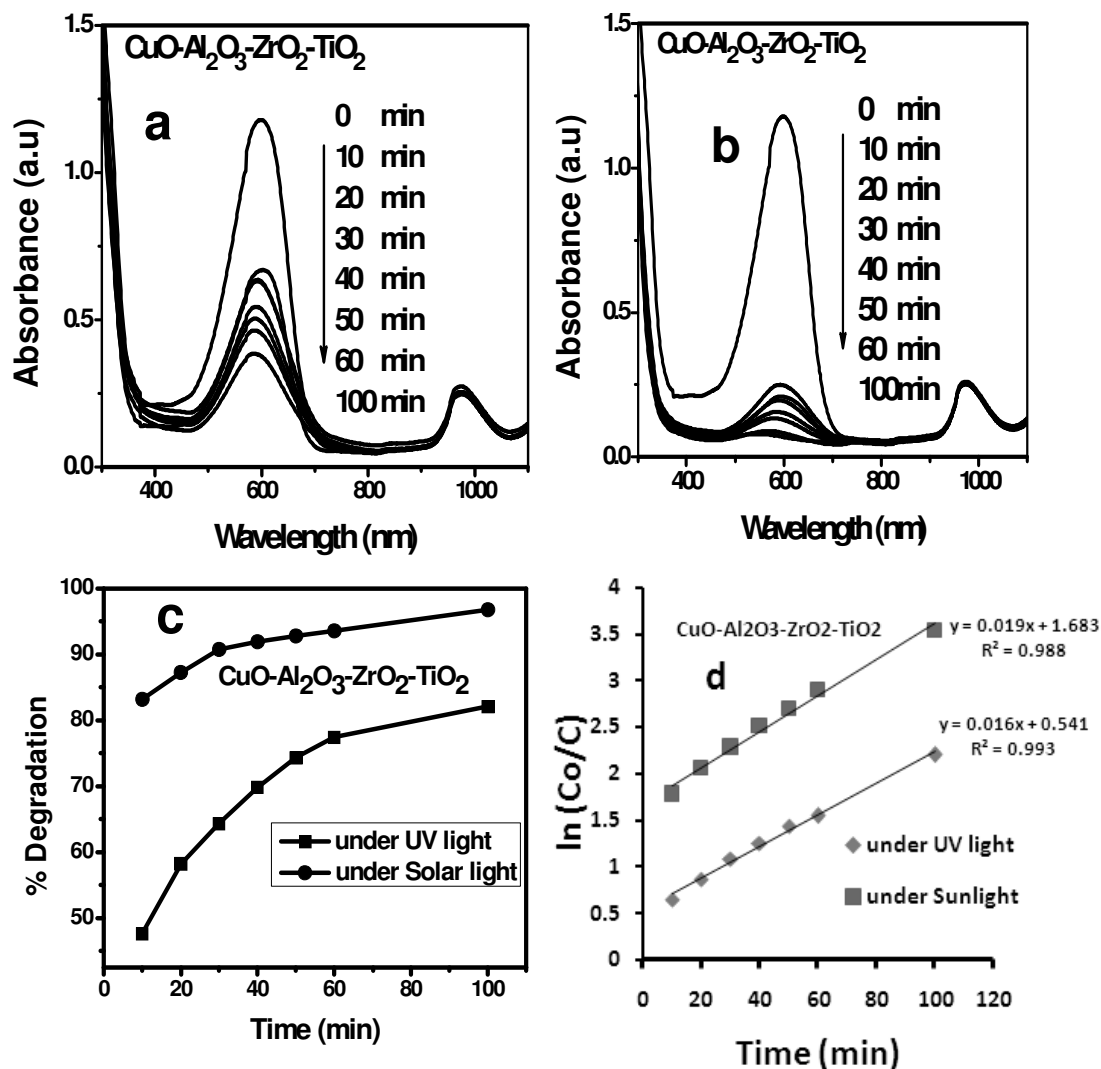 CuO-Al₂O₃-ZrO₂-TiO₂
a
0 min
10 min
20 min
30 min
40 min
50 min
60 min
100 min
1.5
1.0
0.5
0.0
Absorbance (a.u)
400 600 800 1000
Wavelength (nm)
CuO-Al₂O₃-ZrO₂-TiO₂
b
0 min
10 min
20 min
30 min
40 min
50 min
60 min
100min
1.5
1.0
0.5
0.0
Absorbance (a.u)
400 600 800 1000
Wavelength (nm)
c
CuO-Al₂O₃-ZrO₂-TiO₂
under UV light
under Solar light
100
90
80
70
60
50
% Degradation
20 40 60 80 100
Time (min)
CuO-Al2O3-ZrO2-TiO2
d
y = 0.019x + 1.683
R² = 0.988
y = 0.016x + 0.541
R² = 0.993
under UV light
under Sunlight
4
3.5
3
2.5
2
1.5
1
0.5
0
ln (Co/C)
0 20 40 60 80 100 120
Time (min)